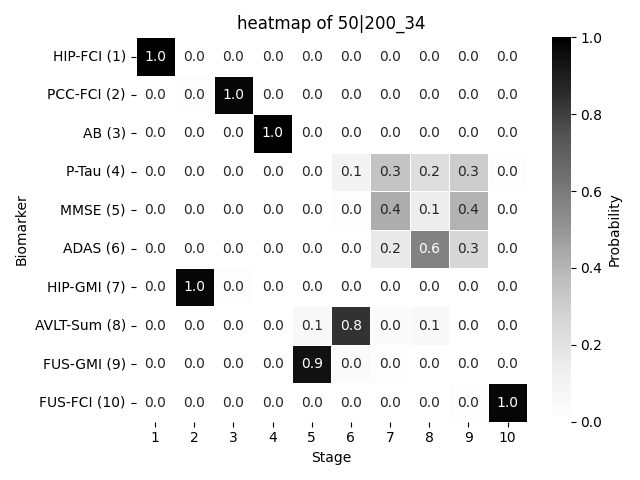 heatmap of 50|200_34
HIP-FCI (1) 1.0 0.0 0.0 0.0 0.0 0.0 0.0 0.0 0.0 0.0
PCC-FCI (2) 0.0 0.0 1.0 0.0 0.0 0.0 0.0 0.0 0.0 0.0
AB (3) 0.0 0.0 0.0 1.0 0.0 0.0 0.0 0.0 0.0 0.0
P-Tau (4) 0.0 0.0 0.0 0.0 0.0 0.1 0.3 0.2 0.3 0.0
MMSE (5) 0.0 0.0 0.0 0.0 0.0 0.0 0.4 0.1 0.4 0.0
ADAS (6) 0.0 0.0 0.0 0.0 0.0 0.0 0.2 0.6 0.3 0.0
HIP-GMI (7) 0.0 1.0 0.0 0.0 0.0 0.0 0.0 0.0 0.0 0.0
AVLT-Sum (8) 0.0 0.0 0.0 0.0 0.1 0.8 0.0 0.1 0.0 0.0
FUS-GMI (9) 0.0 0.0 0.0 0.0 0.9 0.0 0.0 0.0 0.0 0.0
FUS-FCI (10) 0.0 0.0 0.0 0.0 0.0 0.0 0.0 0.0 0.0 1.0
1 2 3 4 5 6 7 8 9 10
Stage
Biomarker
1.0
0.8
0.6
0.4
0.2
0.0
Probability